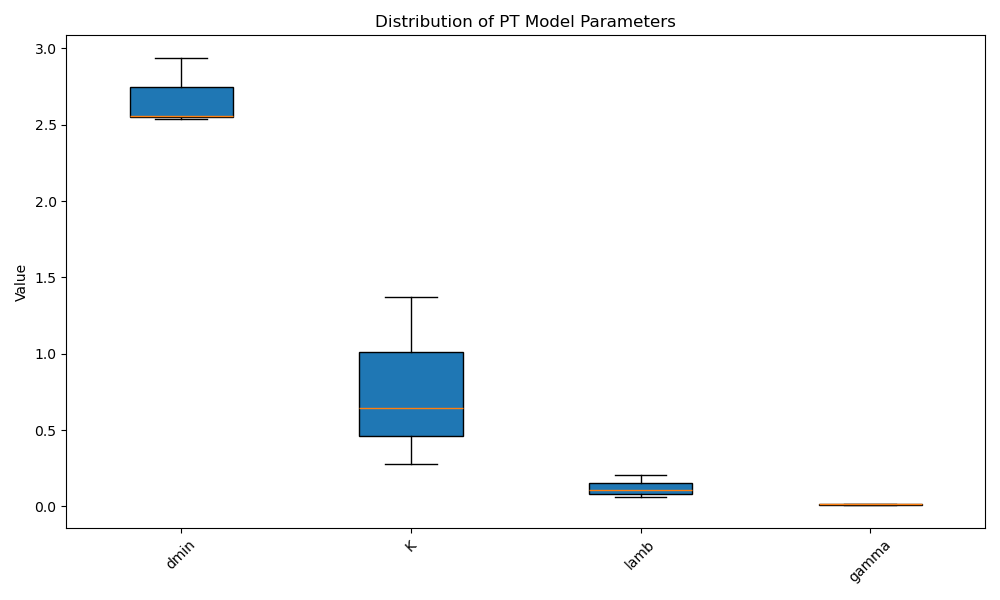 Distribution of PT Model Parameters
Value
3.0
2.5
2.0
1.5
1.0
0.5
0.0
dmin
K
lamb
gamma